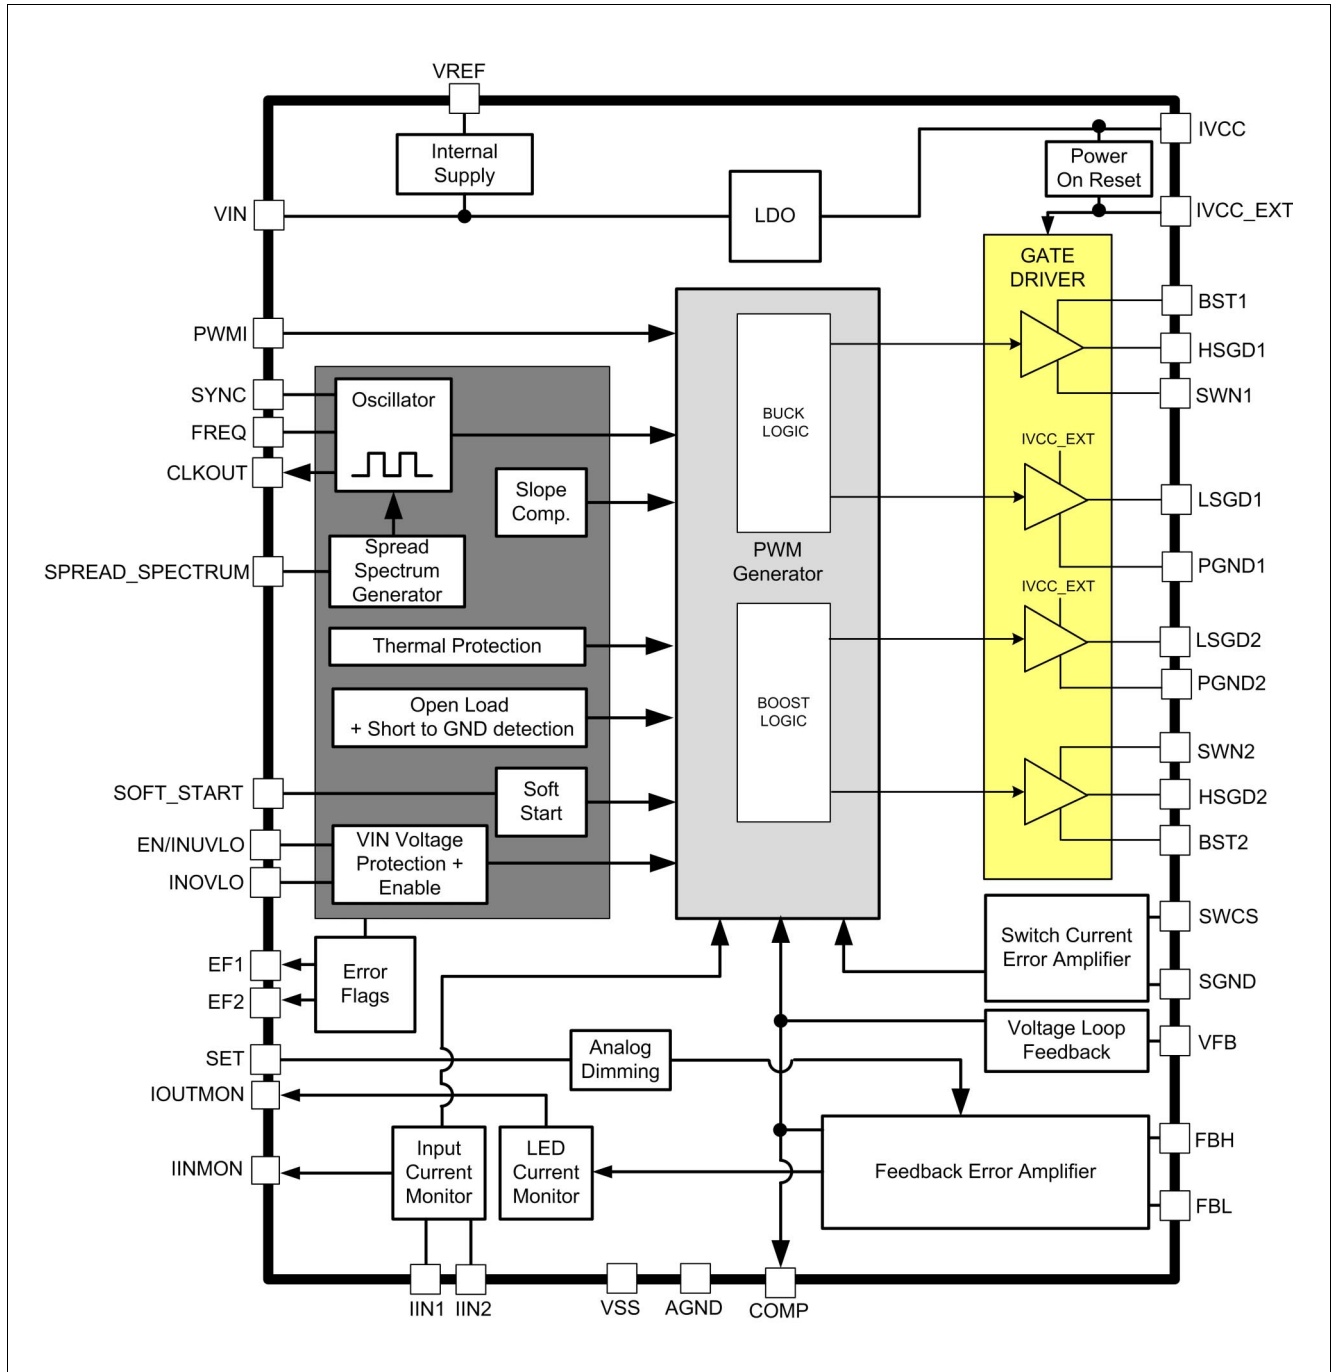 VREF
IVCC
Internal
Supply
Power
On Reset
VIN
LDO
IVCC_EXT
GATE
DRIVER
BST1
PWMI
HSGD1
SYNC
Oscillator
SWN1
FREQ
BUCK
LOGIC
IVCC_EXT
CLKOUT
Slope
Comp.
LSGD1
SPREAD_SPECTRUM
Spread
Spectrum
Generator
PWM
Generator
PGND1
IVCC_EXT
Thermal Protection
LSGD2
PGND2
Open Load
+ Short to GND detection
BOOST
LOGIC
SWN2
SOFT_START
Soft
Start
HSGD2
EN/INUVLO
VIN Voltage
Protection +
Enable
BST2
INOVLO
SWCS
Switch Current
Error Amplifier
EF1
Error
Flags
SGND
EF2
Voltage Loop
Feedback
VFB
SET
Analog
Dimming
IOUTMON
Input
Current
Monitor
LED
Current
Monitor
FBH
IINMON
Feedback Error Amplifier
FBL
IIN1
IIN2
VSS
AGND
COMP